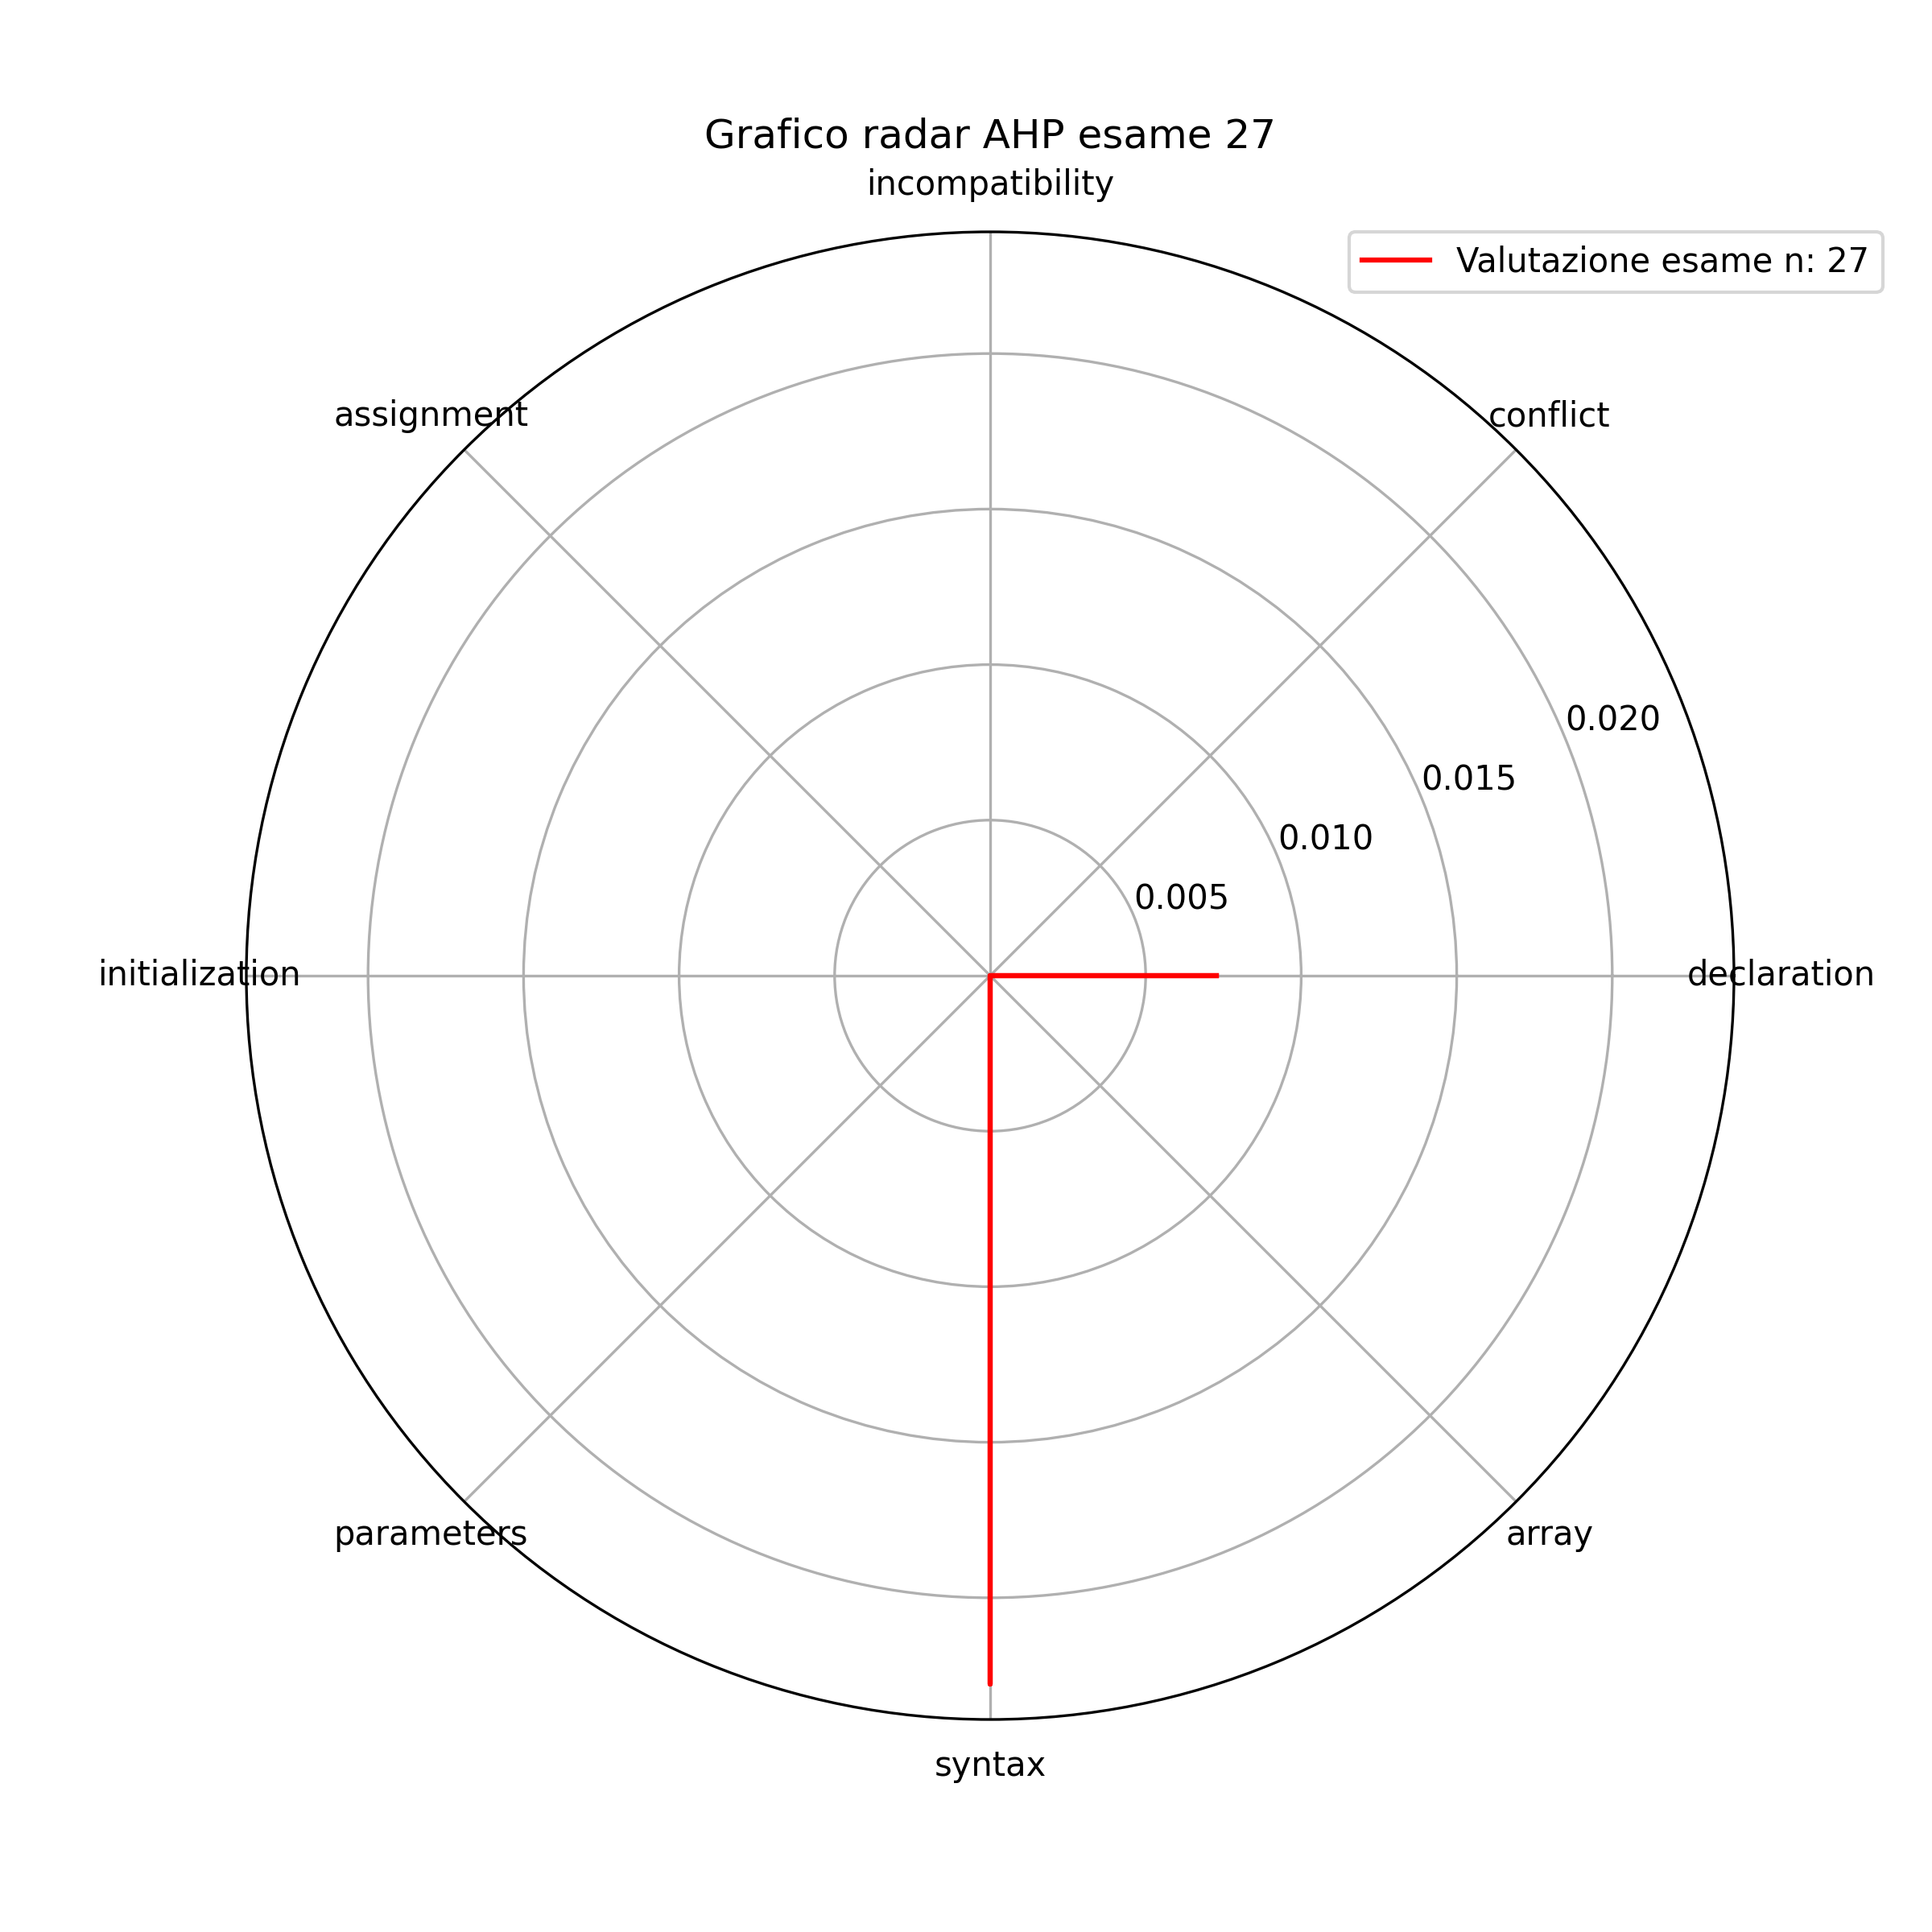 Grafico radar AHP esame 27
incompatibility
Valutazione esame n: 27
assignment
conflict
0.020
0.015
0.010
0.005
initialization
declaration
parameters
array
syntax